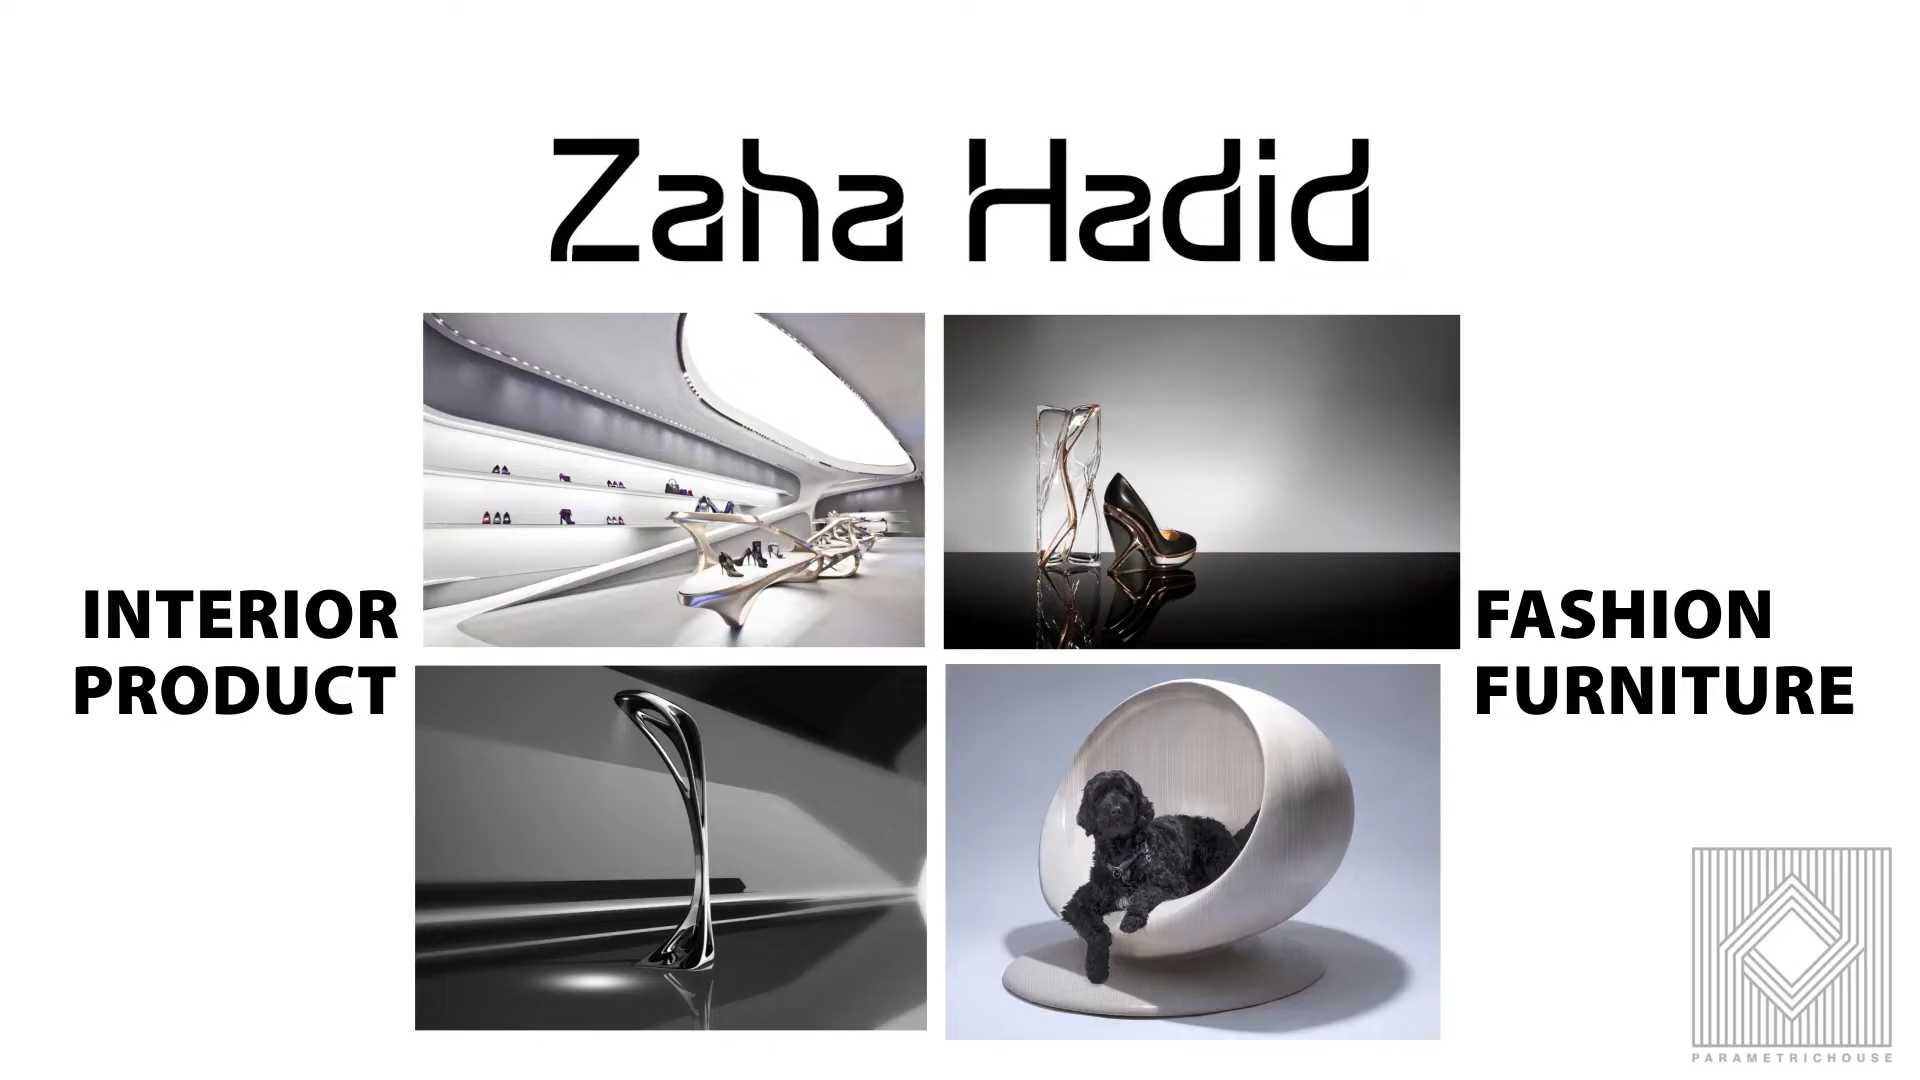 Zaha Hadid
INTERIOR
PRODUCT
FASHION
FURNITURE
PARAMETRICHOUSE